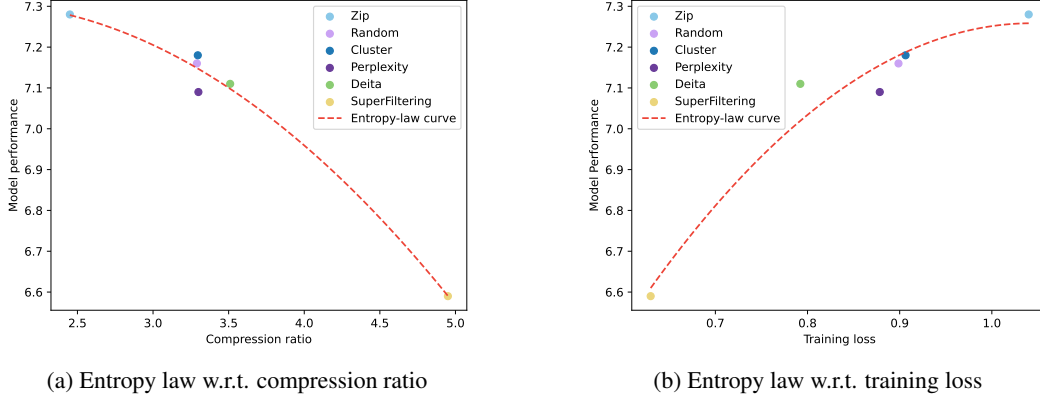 7.3
7.2
7.1
7.0
6.9
6.8
6.7
6.6
Model performance
2.5 3.0 3.5 4.0 4.5 5.0
Compression ratio
Zip
Random
Cluster
Perplexity
Deita
SuperFiltering
Entropy-law curve
(a) Entropy law w.r.t. compression ratio
7.3
7.2
7.1
7.0
6.9
6.8
6.7
6.6
Model Performance
0.7 0.8 0.9 1.0
Training loss
Zip
Random
Cluster
Perplexity
Deita
SuperFiltering
Entropy-law curve
(b) Entropy law w.r.t. training loss